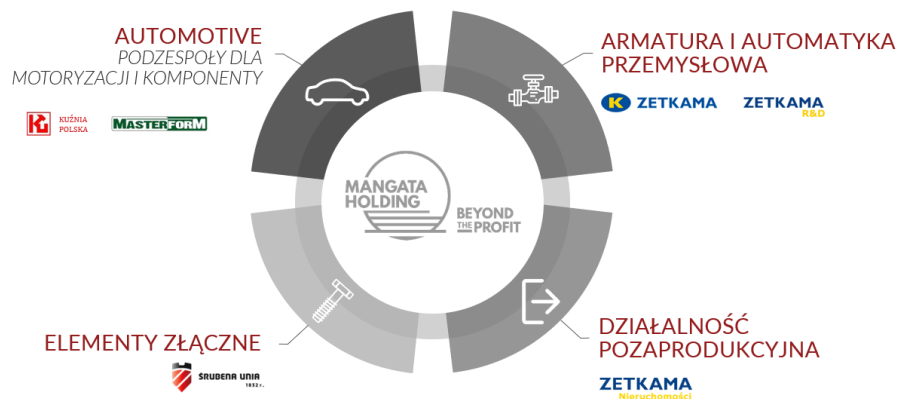 AUTOMOTIVE
PODZESPOŁY DLA
MOTORYZACJI I KOMPONENTY
KUŹNIA
POLSKA
MASTERFORM
ARMATURA I AUTOMATYKA
PRZEMYSŁOWA
K ZETKAMA
ZETKAMA
R&D
MANGATA
HOLDING
BEYOND
THE PROFIT
ELEMENTY ZŁĄCZNE
ŚRUBENA UNIA
1832 r.
DZIAŁALNOŚĆ
POZAPRODUKCYJNA
ZETKAMA
Nieruchomości